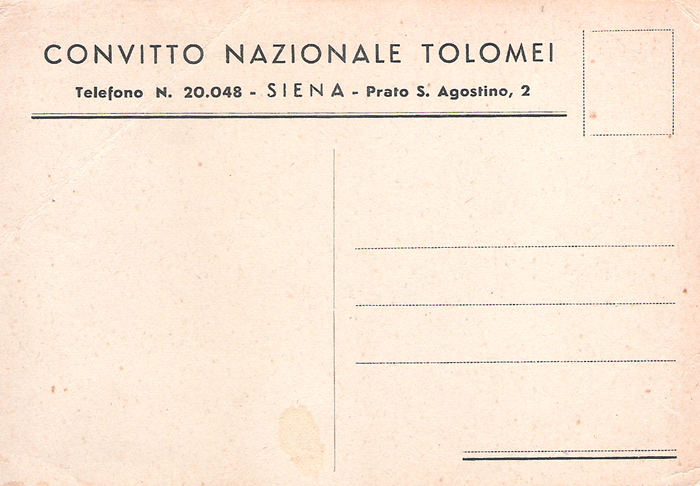 CONVITTO NAZIONALE TOLOMEI
Telefono N. 20.048 - SIENA - Prato S. Agostino, 2